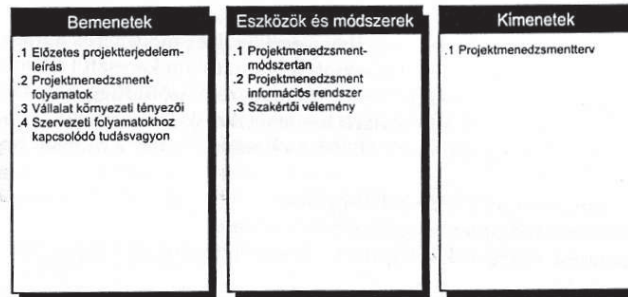 Bemenetek
.1 Előzetes projektterjedelem-
leírás
.2 Projektmenedzsment-
folyamatok
.3 Vállalat környezeti tényezői
.4 Szervezeti folyamatokhoz
kapcsolódó tudásvagyon
Eszközök és módszerek
.1 Projektmenedzsment-
módszertan
.2 Projektmenedzsment
információs rendszer
.3 Szakértői vélemény
Kimenetek
.1 Projektmenedzsmentterv